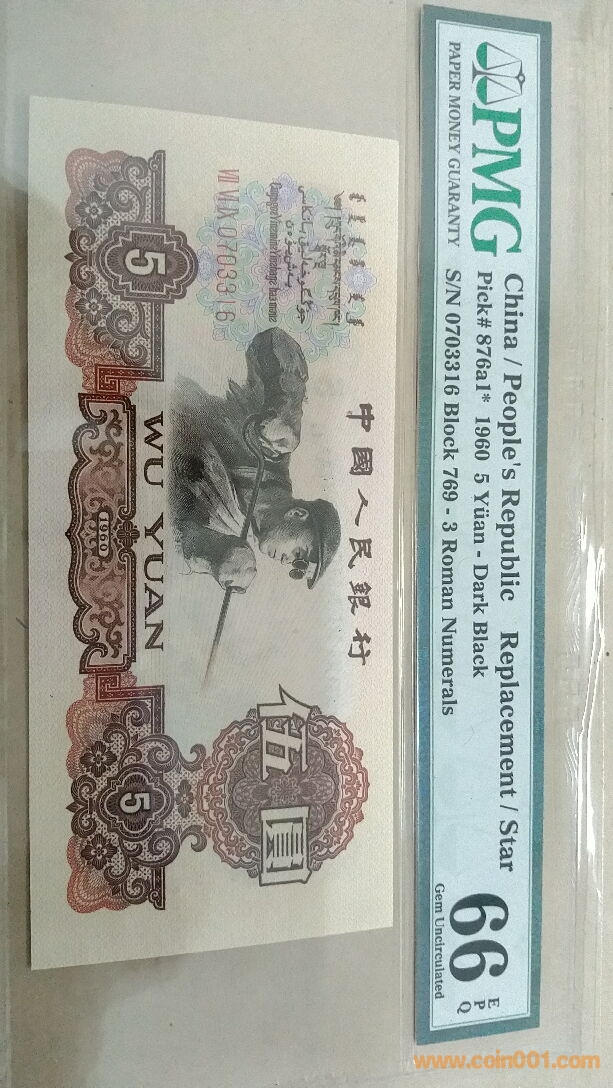 PMG
PAPER MONEY GUARANTY
China / People's Republic Replacement / Star
Pick# 876a1* 1960 5 Yüan - Dark Black
S/N 0703316 Block 769 - 3 Roman Numerals
66 EPQ
Gem Uncirculated
中國人民銀行
VII VI IX 0703316
伍圓
5
WU YUAN
1960
5
www.coin001.com